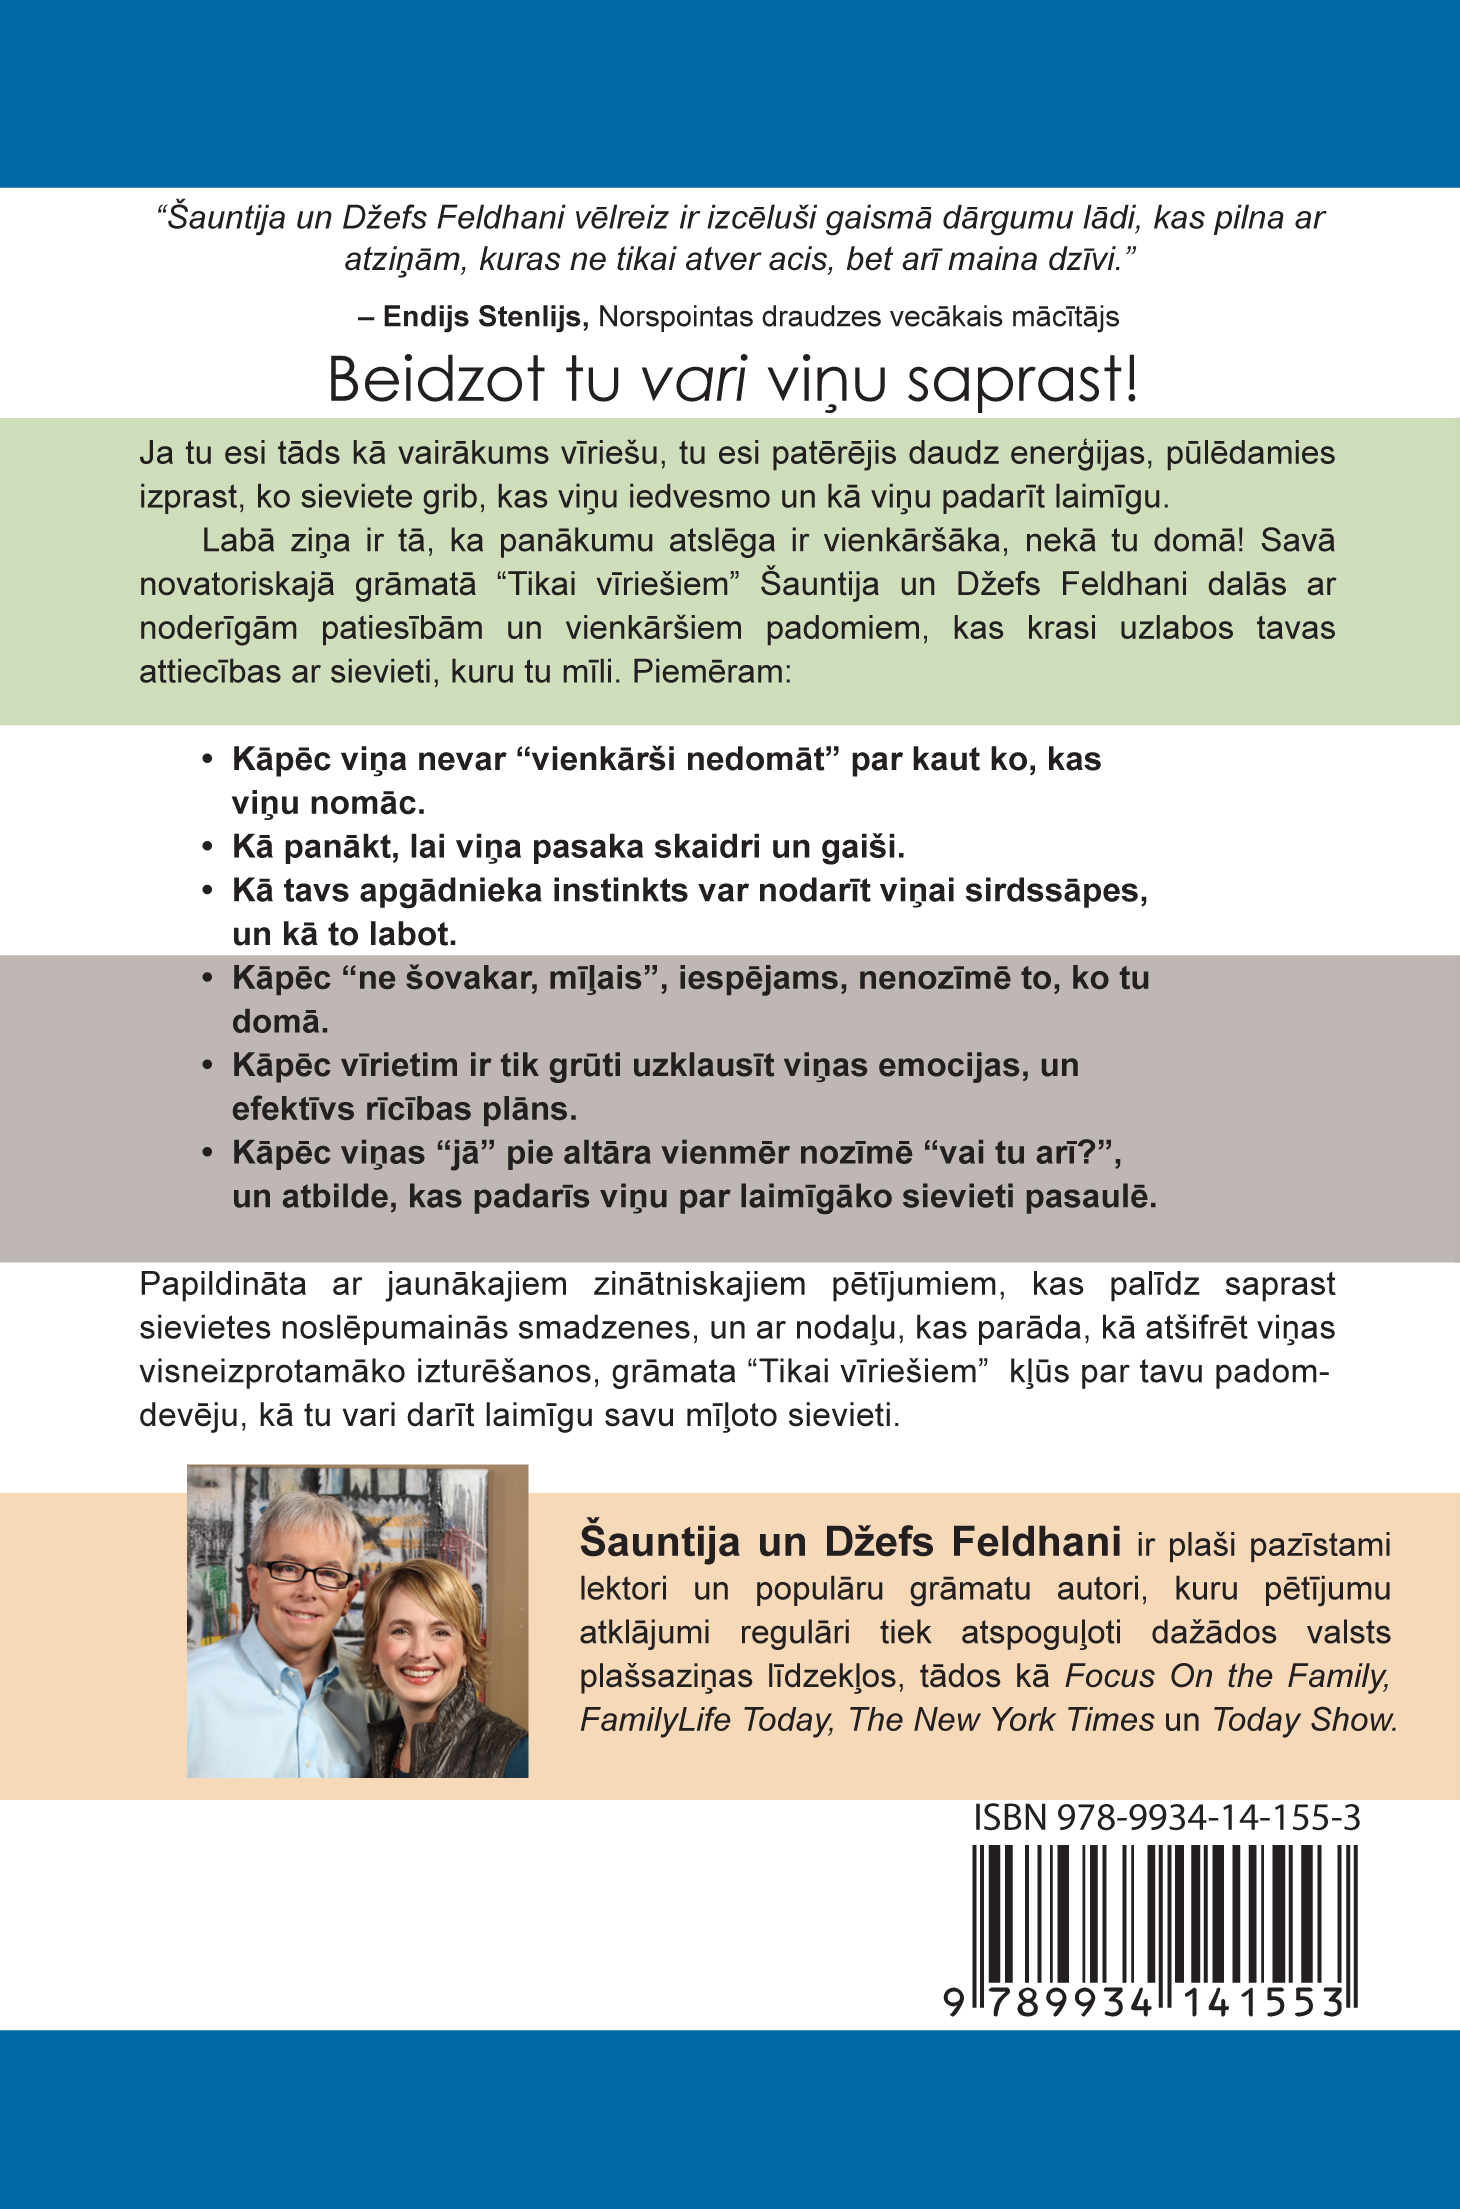 “Šauntija un Džefs Feldhani vēlreiz ir izcēluši gaismā dārgumu lādi, kas pilna ar
atziņām, kuras ne tikai atver acis, bet arī maina dzīvi.”
– Endijs Stenlijs, Norspointas draudzes vecākais mācītājs
Beidzot tu vari viņu saprast!
Ja tu esi tāds kā vairākums vīriešu, tu esi patērējis daudz enerģijas, pūlēdamies
izprast, ko sieviete grib, kas viņu iedvesmo un kā viņu padarīt laimīgu.
Labā ziņa ir tā, ka panākumu atslēga ir vienkāršāka, nekā tu domā! Savā
novatoriskajā grāmatā “Tikai vīriešiem” Šauntija un Džefs Feldhani dalās ar
noderīgām patiesībām un vienkāršiem padomiem, kas krasi uzlabos tavas
attiecības ar sievieti, kuru tu mīli. Piemēram:
• Kāpēc viņa nevar “vienkārši nedomāt” par kaut ko, kas
viņu nomāc.
• Kā panākt, lai viņa pasaka skaidri un gaiši.
• Kā tavs apgādnieka instinkts var nodarīt viņai sirdssāpes,
un kā to labot.
• Kāpēc “ne šovakar, mīļais”, iespējams, nenozīmē to, ko tu
domā.
• Kāpēc vīrietim ir tik grūti uzklausīt viņas emocijas, un
efektīvs rīcības plāns.
• Kāpēc viņas “jā” pie altāra vienmēr nozīmē “vai tu arī?”,
un atbilde, kas padarīs viņu par laimīgāko sievieti pasaulē.
Papildināta ar jaunākajiem zinātniskajiem pētījumiem, kas palīdz saprast
sievietes noslēpumainās smadzenes, un ar nodaļu, kas parāda, kā atšifrēt viņas
visneizprotamāko izturēšanos, grāmata “Tikai vīriešiem” kļūs par tavu padom-
devēju, kā tu vari darīt laimīgu savu mīļoto sievieti.
Šauntija un Džefs Feldhani ir plaši pazīstami
lektori un populāru grāmatu autori, kuru pētījumu
atklājumi regulāri tiek atspoguļoti dažādos valsts
plašsaziņas līdzekļos, tādos kā Focus On the Family,
FamilyLife Today, The New York Times un Today Show.
ISBN 978-9934-14-155-3
9 789934 141553